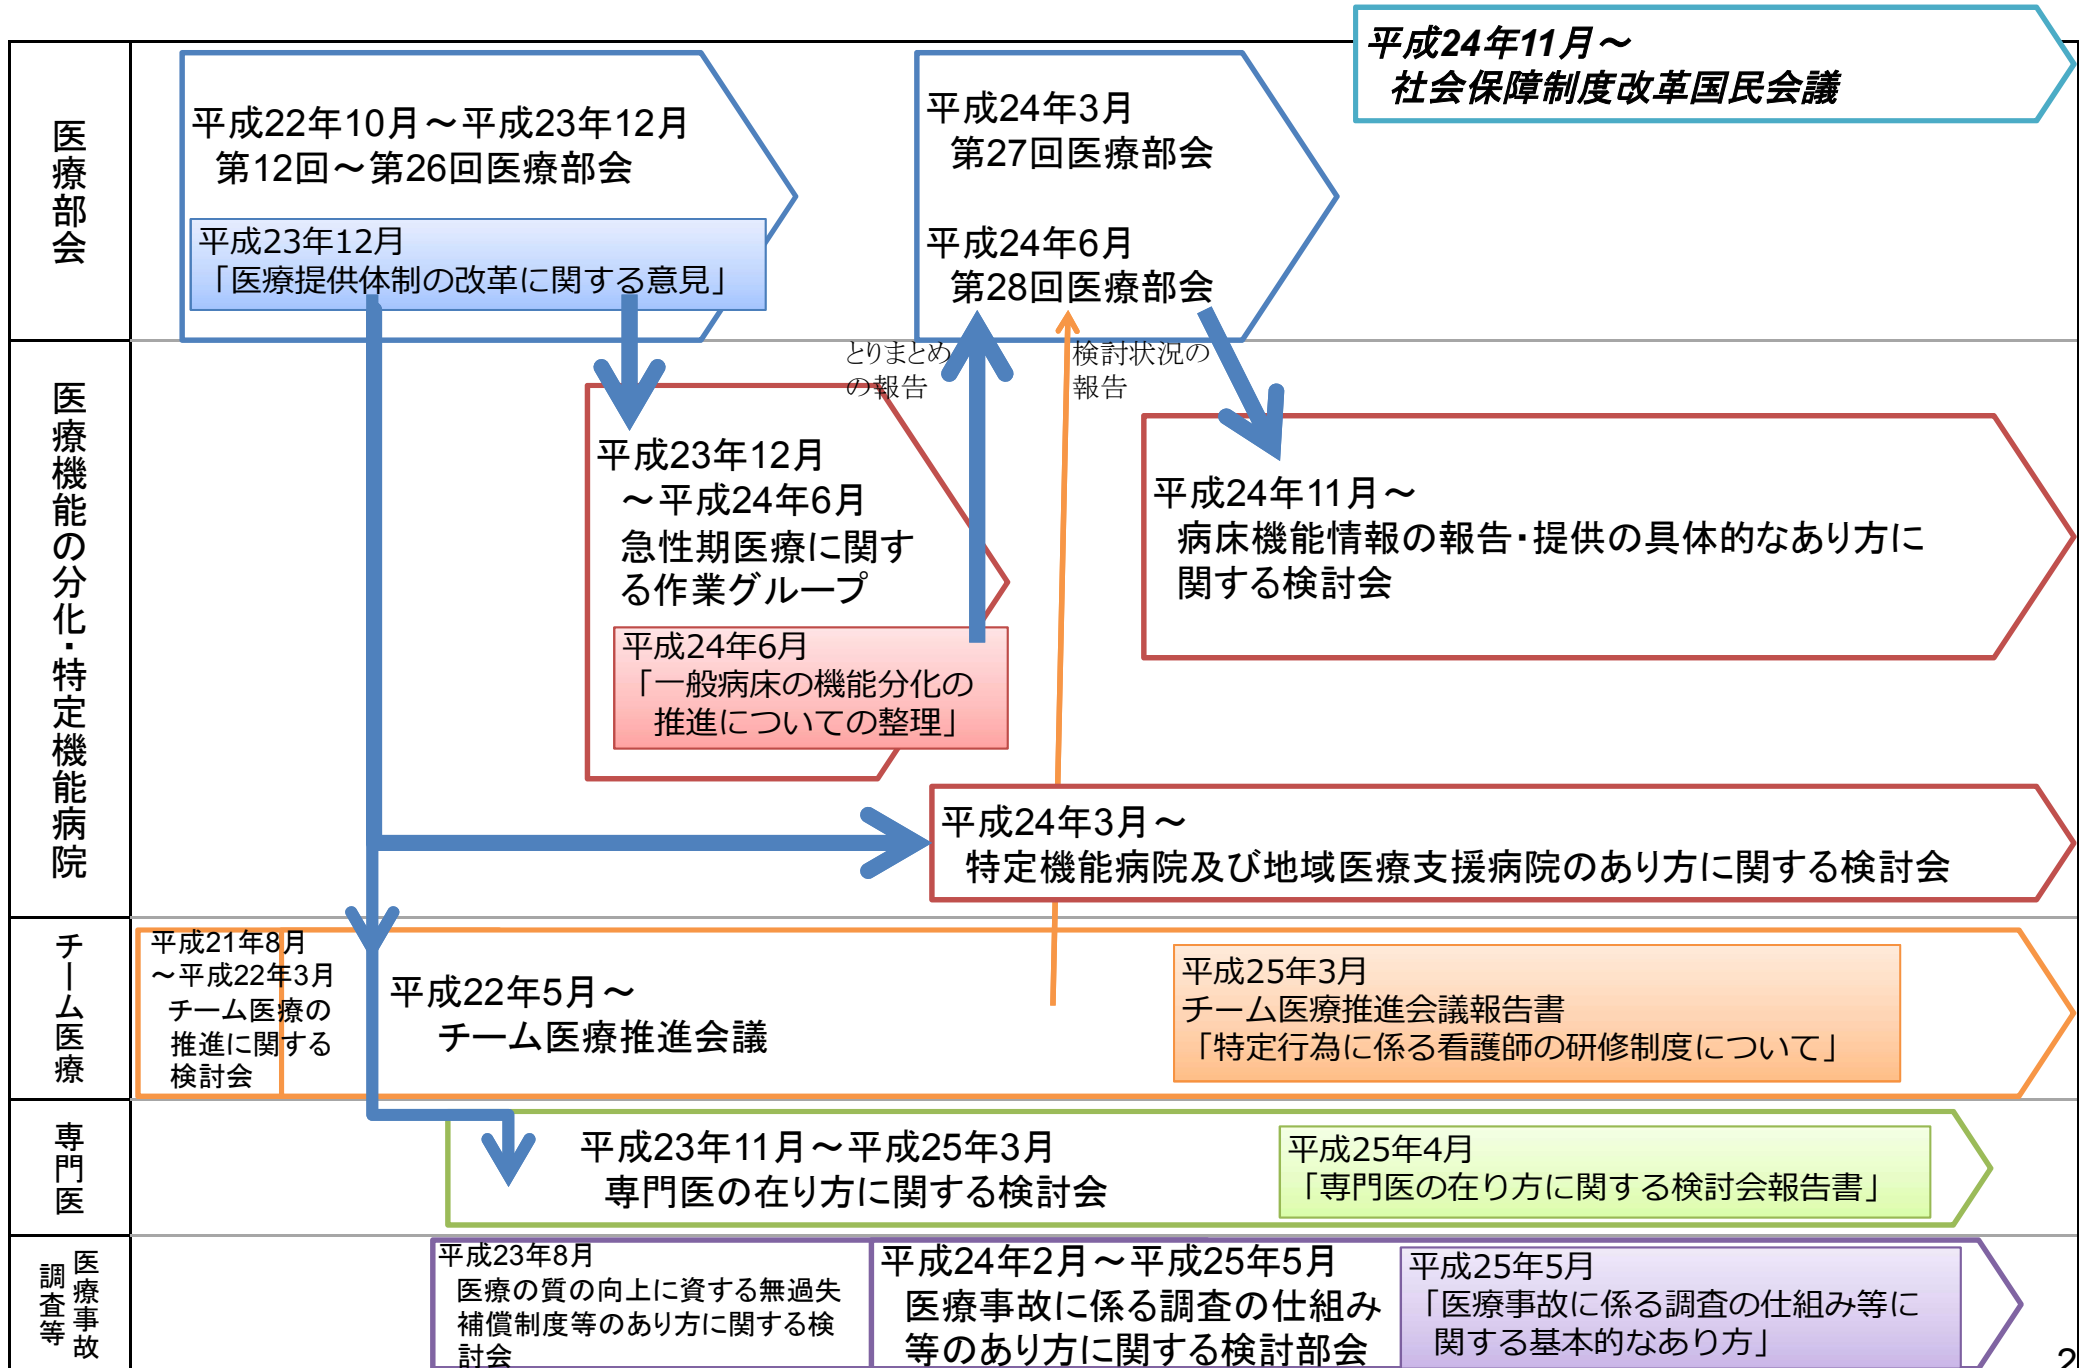 平成24年11月～
社会保障制度改革国民会議
医療部会
平成22年10月～平成23年12月
第12回～第26回医療部会
平成23年12月
「医療提供体制の改革に関する意見」
平成24年3月
第27回医療部会
平成24年6月
第28回医療部会
医療機能の分化・特定機能病院
とりまとめ
の報告
検討状況の
報告
平成23年12月
～平成24年6月
急性期医療に関す
る作業グループ
平成24年6月
「一般病床の機能分化の
推進についての整理」
平成24年11月～
病床機能情報の報告・提供の具体的なあり方に
関する検討会
平成24年3月～
特定機能病院及び地域医療支援病院のあり方に関する検討会
チーム医療
平成21年8月
～平成22年3月
チーム医療の
推進に関する
検討会
平成22年5月～
チーム医療推進会議
平成25年3月
チーム医療推進会議報告書
「特定行為に係る看護師の研修制度について」
専門医
平成23年11月～平成25年3月
専門医の在り方に関する検討会
平成25年4月
「専門医の在り方に関する検討会報告書」
医療事故
調査等
平成23年8月
医療の質の向上に資する無過失
補償制度等のあり方に関する検
討会
平成24年2月～平成25年5月
医療事故に係る調査の仕組み
等のあり方に関する検討部会
平成25年5月
「医療事故に係る調査の仕組み等に
関する基本的なあり方」
2